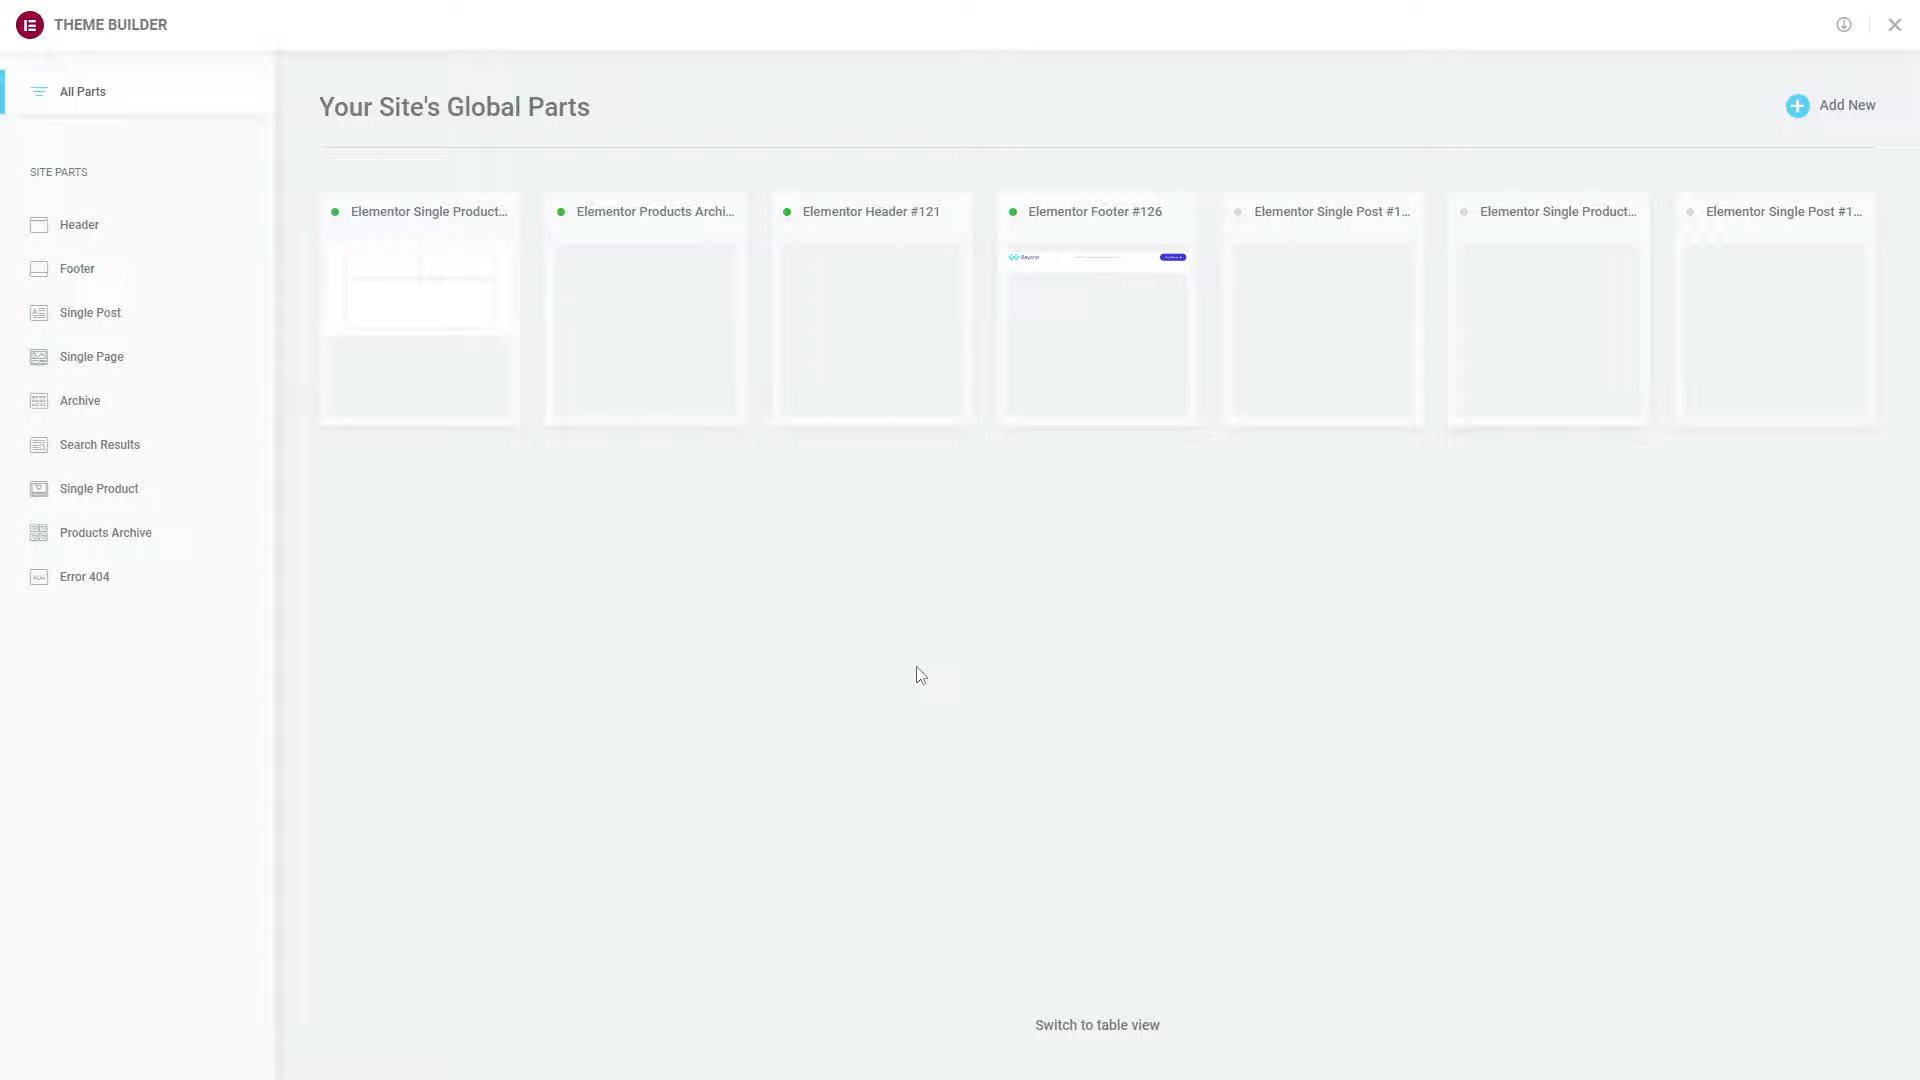 THEME BUILDER
All Parts
SITE PARTS
Header
Footer
Single Post
Single Page
Archive
Search Results
Single Product
Products Archive
Error 404
Your Site's Global Parts
Add New
Elementor Single Product...
Elementor Products Archi...
Elementor Header #121
Elementor Footer #126
Elementor Single Post #1...
Elementor Single Product...
Elementor Single Post #1...
Beyond
Switch to table view